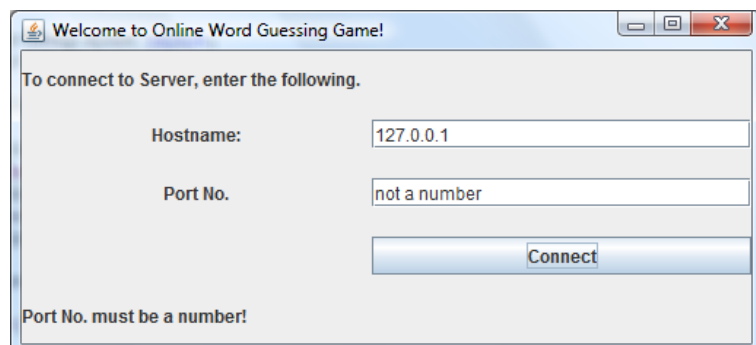 Welcome to Online Word Guessing Game!
To connect to Server, enter the following.
Hostname: 127.0.0.1
Port No. not a number
Connect
Port No. must be a number!